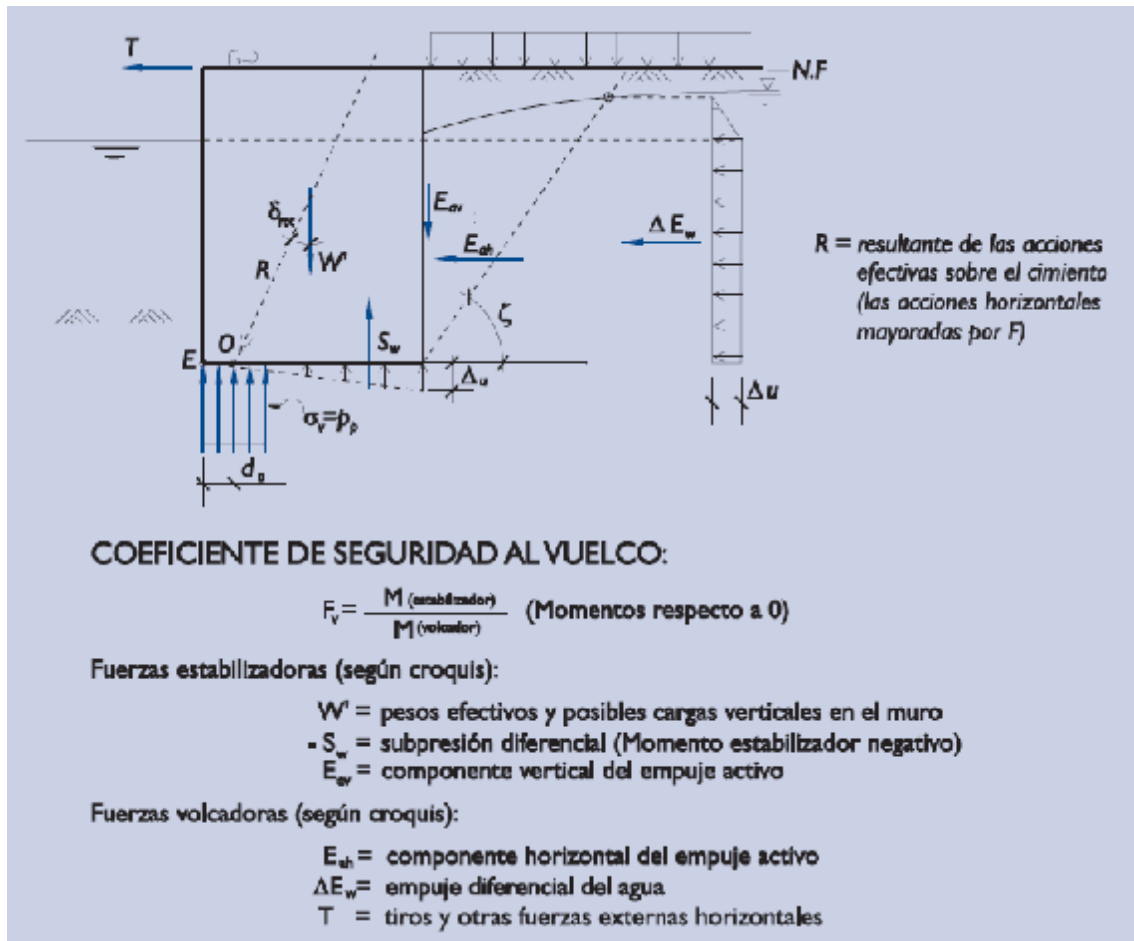 T
N.F
E_av
δ_nx
ΔE_w
E_ah
W'
R
R = resultante de las acciones
efectivas sobre el cimiento
(las acciones horizontales
mayoradas por F)
ζ
S_w
E
O
Δu
Δu
σ_v=p_p
d_0
COEFICIENTE DE SEGURIDAD AL VUELCO:
F_v = M (estabilizador) / M (volcador) (Momentos respecto a 0)
Fuerzas estabilizadoras (según croquis):
W' = pesos efectivos y posibles cargas verticales en el muro
- S_w = subpresión diferencial (Momento estabilizador negativo)
E_av = componente vertical del empuje activo
Fuerzas volcadoras (según croquis):
E_ah = componente horizontal del empuje activo
ΔE_w = empuje diferencial del agua
T = tiros y otras fuerzas externas horizontales